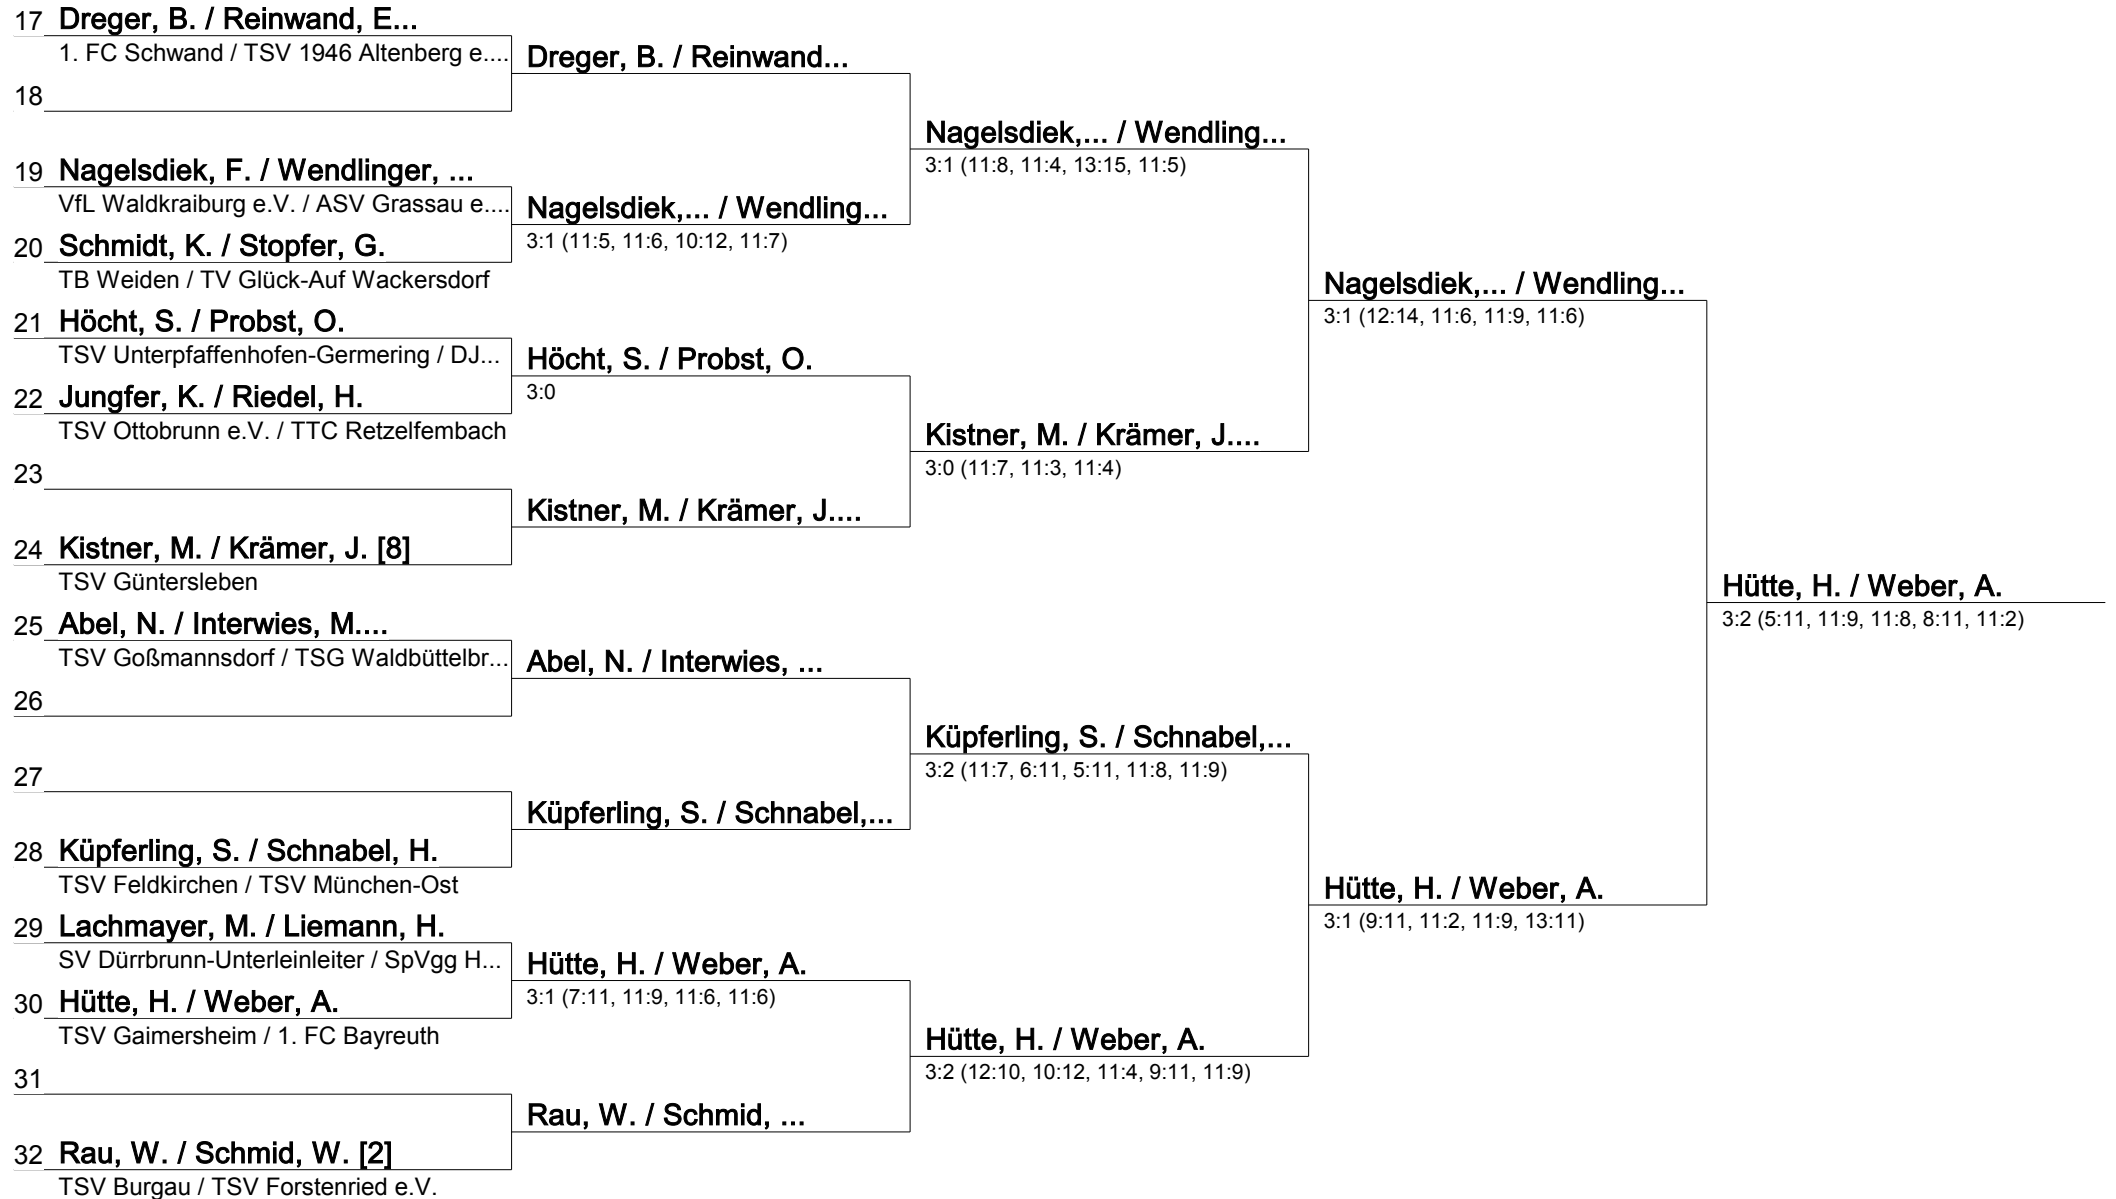 17 Dreger, B. / Reinwand, E...
1. FC Schwand / TSV 1946 Altenberg e....
Dreger, B. / Reinwand...
18
Nagelsdiek,... / Wendling...
3:1 (11:8, 11:4, 13:15, 11:5)
19 Nagelsdiek, F. / Wendlinger, ...
VfL Waldkraiburg e.V. / ASV Grassau e....
Nagelsdiek,... / Wendling...
3:1 (11:5, 11:6, 10:12, 11:7)
20 Schmidt, K. / Stopfer, G.
TB Weiden / TV Glück-Auf Wackersdorf
Nagelsdiek,... / Wendling...
3:1 (12:14, 11:6, 11:9, 11:6)
21 Höcht, S. / Probst, O.
TSV Unterpfaffenhofen-Germering / DJ...
Höcht, S. / Probst, O.
3:0
22 Jungfer, K. / Riedel, H.
TSV Ottobrunn e.V. / TTC Retzelfembach
Kistner, M. / Krämer, J....
3:0 (11:7, 11:3, 11:4)
23
Kistner, M. / Krämer, J....
24 Kistner, M. / Krämer, J. [8]
TSV Güntersleben
Hütte, H. / Weber, A.
3:2 (5:11, 11:9, 11:8, 8:11, 11:2)
25 Abel, N. / Interwies, M....
TSV Goßmannsdorf / TSG Waldbüttelbr...
Abel, N. / Interwies, ...
26
Küpferling, S. / Schnabel,...
3:2 (11:7, 6:11, 5:11, 11:8, 11:9)
27
Küpferling, S. / Schnabel,...
28 Küpferling, S. / Schnabel, H.
TSV Feldkirchen / TSV München-Ost
Hütte, H. / Weber, A.
3:1 (9:11, 11:2, 11:9, 13:11)
29 Lachmayer, M. / Liemann, H.
SV Dürrbrunn-Unterleinleiter / SpVgg H...
Hütte, H. / Weber, A.
3:1 (7:11, 11:9, 11:6, 11:6)
30 Hütte, H. / Weber, A.
TSV Gaimersheim / 1. FC Bayreuth
Hütte, H. / Weber, A.
3:2 (12:10, 10:12, 11:4, 9:11, 11:9)
31
Rau, W. / Schmid, ...
32 Rau, W. / Schmid, W. [2]
TSV Burgau / TSV Forstenried e.V.